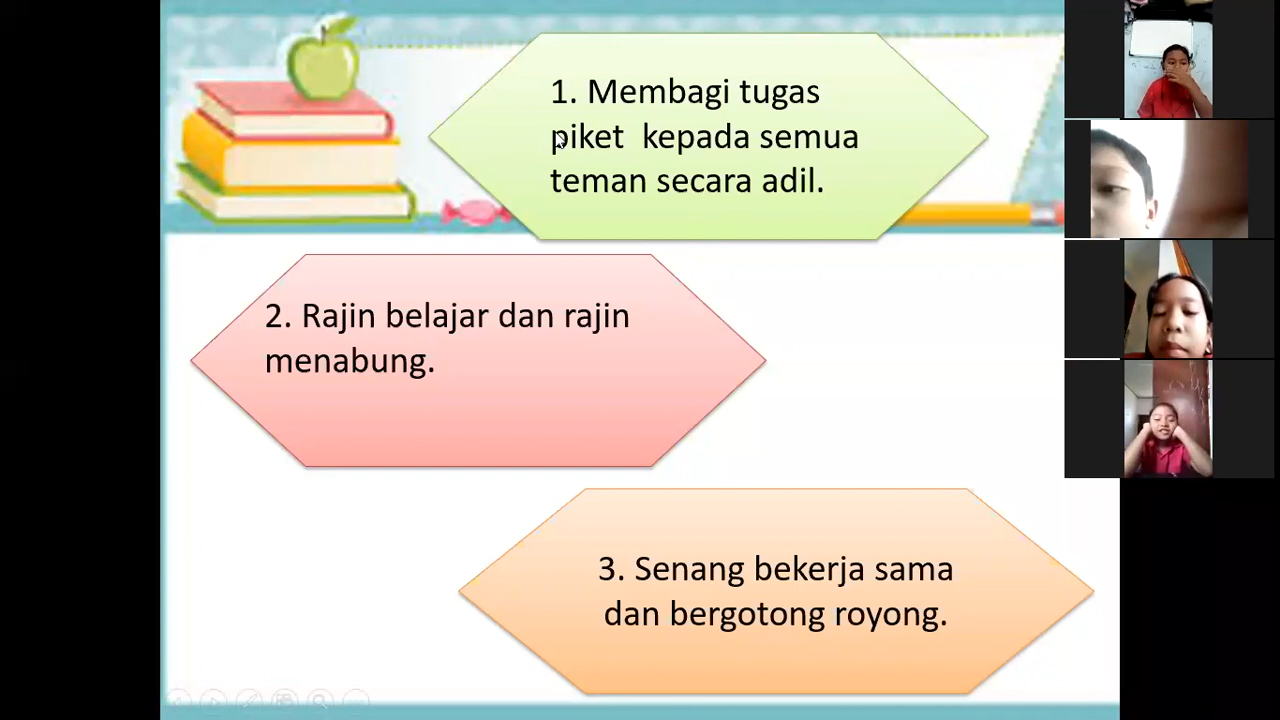 1. Membagi tugas
piket kepada semua
teman secara adil.
2. Rajin belajar dan rajin
menabung.
3. Senang bekerja sama
dan bergotong royong.